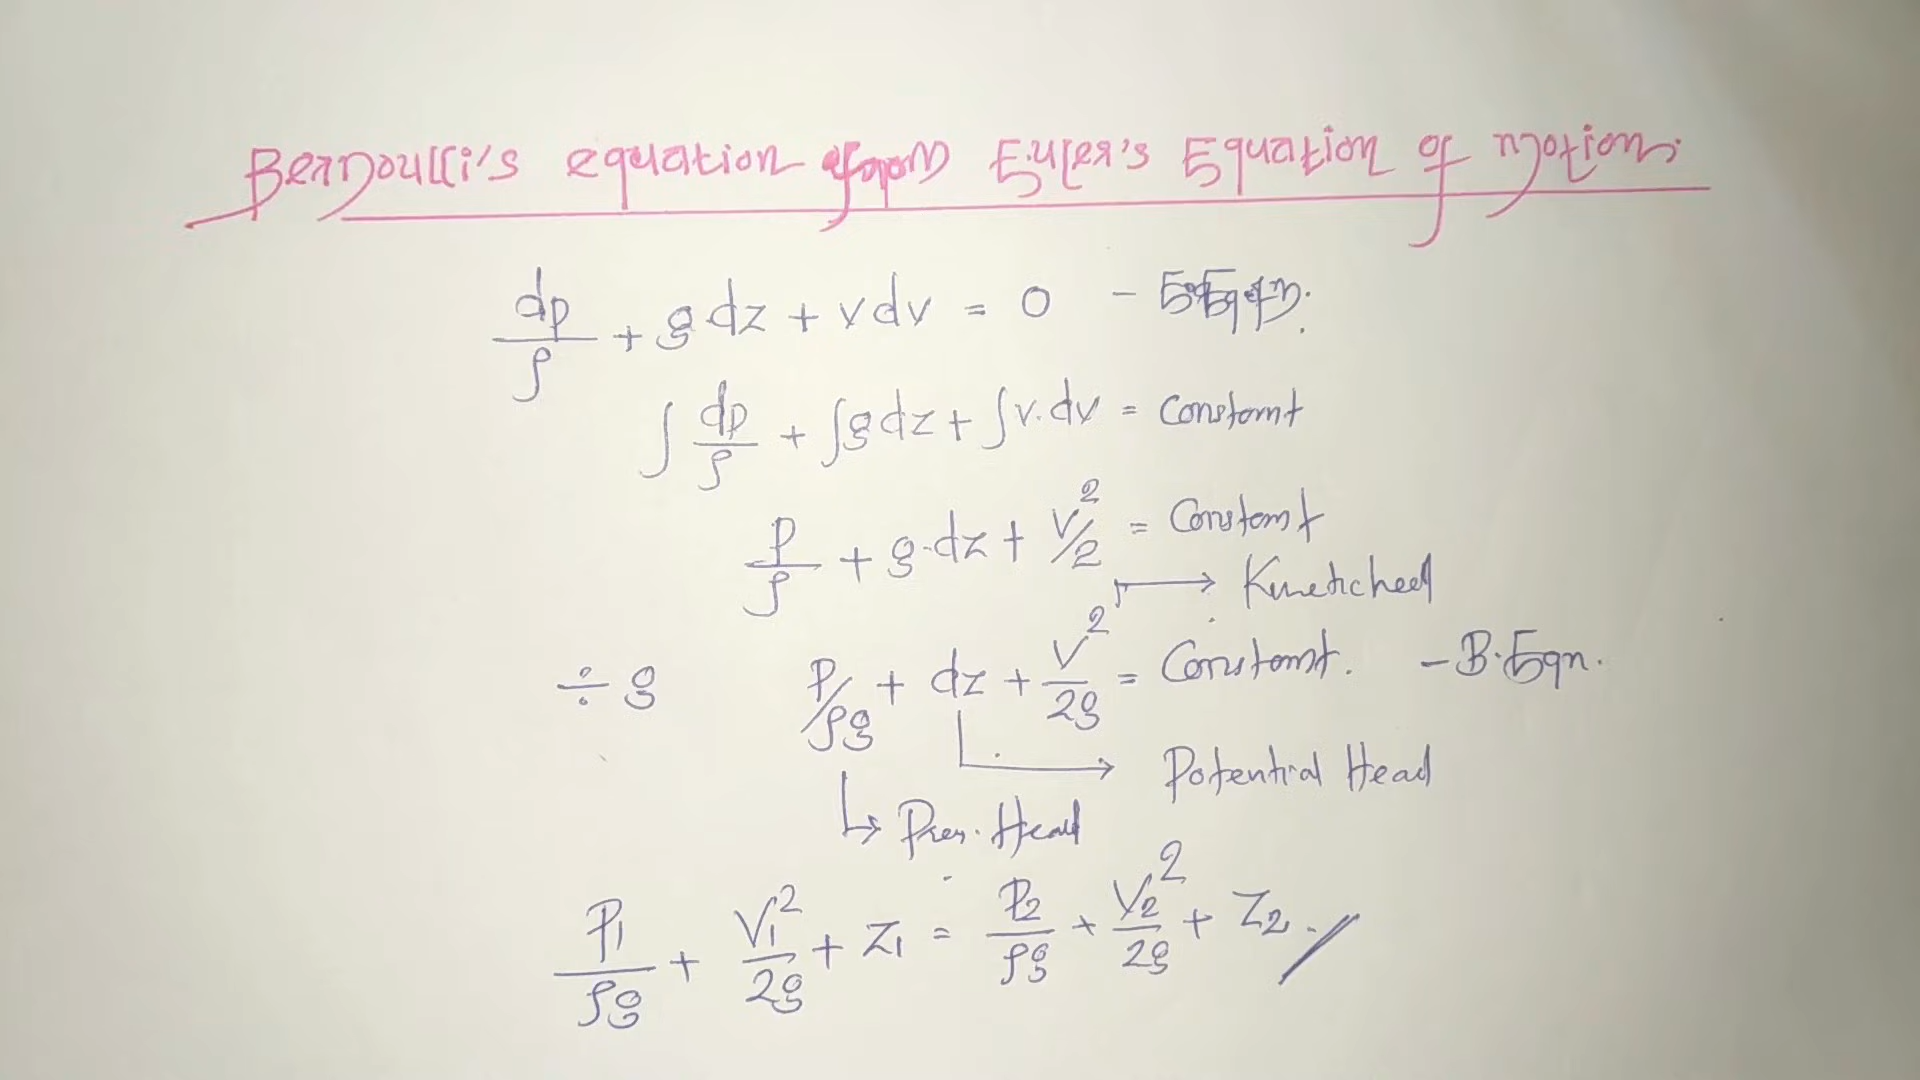 Bernoulli's equation from Euler's Equation of motion.
dp/ρ + g dz + v dv = 0 -
∫ dp/ρ + ∫g dz + ∫v.dv = Constant
p/ρ + g.dz + v²/2 = Constant
→ Kinetic head
÷ g P/ρg + dz + v²/2g = Constant. - B.Eqn.
→ Potential Head
→ Pres. Head
P₁/ρg + V₁²/2g + Z₁ = P₂/ρg + V₂²/2g + Z₂.